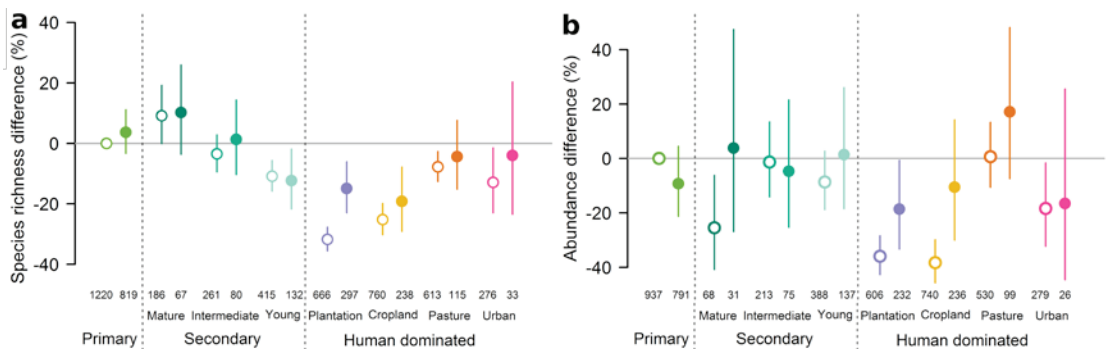 a
Species richness difference (%)
40
20
0
-20
-40
1220 819 186 67 261 80 415 132 666 297 760 238 613 115 276 33
Mature Intermediate Young Plantation Cropland Pasture Urban
Primary Secondary Human dominated
b
Abundance difference (%)
40
20
0
-20
-40
937 791 68 31 213 75 388 137 606 232 740 236 530 99 279 26
Mature Intermediate Young Plantation Cropland Pasture Urban
Primary Secondary Human dominated